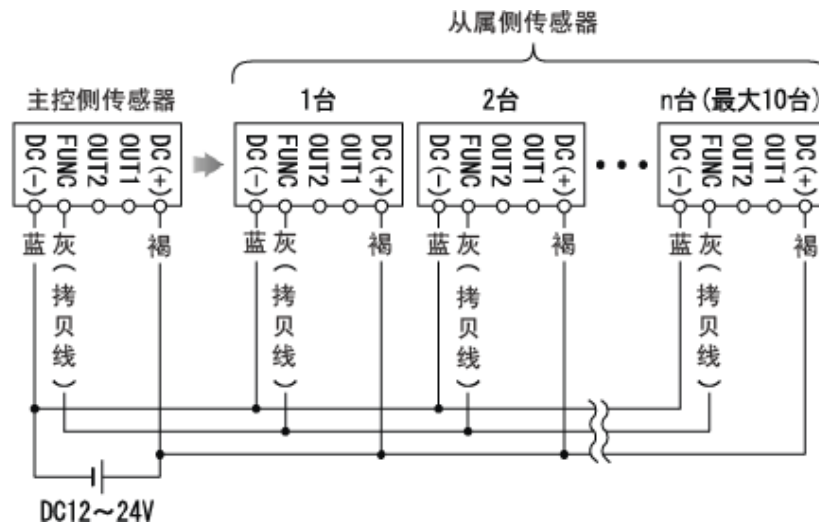 从属侧传感器
主控侧传感器
1台
2台
n台(最大10台)
DC(-)
FUNC
OUT2
OUT1
DC(+)
DC(-)
FUNC
OUT2
OUT1
DC(+)
DC(-)
FUNC
OUT2
OUT1
DC(+)
DC(-)
FUNC
OUT2
OUT1
DC(+)
蓝
灰(拷贝线)
褐
蓝
灰(拷贝线)
褐
蓝
灰(拷贝线)
褐
蓝
灰(拷贝线)
褐
DC12～24V